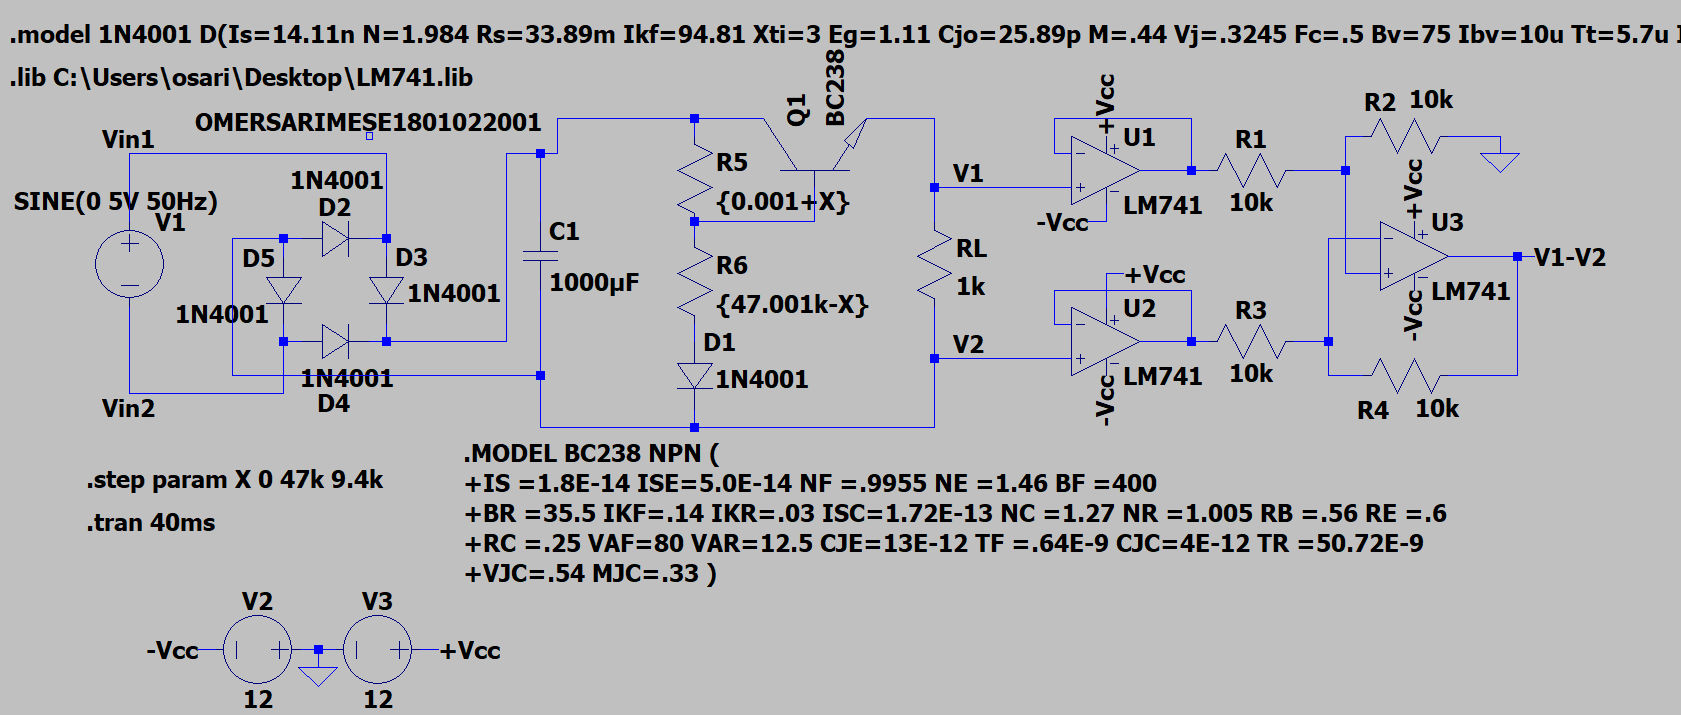 .model 1N4001 D(Is=14.11n N=1.984 Rs=33.89m Ikf=94.81 Xti=3 Eg=1.11 Cjo=25.89p M=.44 Vj=.3245 Fc=.5 Bv=75 Ibv=10u Tt=5.7u
.lib C:\Users\osari\Desktop\LM741.lib
OMERSARIMESE1801022001
Vin1
SINE(0 5V 50Hz)
V1
Vin2
1N4001
D2
D5
1N4001
D3
1N4001
1N4001
D4
C1
1000µF
Q1
BC238
R5
{0.001+X}
R6
{47.001k-X}
D1
1N4001
V1
RL
1k
V2
+Vcc
U1
LM741
-Vcc
R1
10k
+Vcc
U2
LM741
-Vcc
R3
10k
R2
10k
+Vcc
U3
LM741
-Vcc
V1-V2
R4
10k
.step param X 0 47k 9.4k
.tran 40ms
.MODEL BC238 NPN (
+IS =1.8E-14 ISE=5.0E-14 NF =.9955 NE =1.46 BF =400
+BR =35.5 IKF=.14 IKR=.03 ISC=1.72E-13 NC =1.27 NR =1.005 RB =.56 RE =.6
+RC =.25 VAF=80 VAR=12.5 CJE=13E-12 TF =.64E-9 CJC=4E-12 TR =50.72E-9
+VJC=.54 MJC=.33 )
V2
-Vcc
12
V3
+Vcc
12